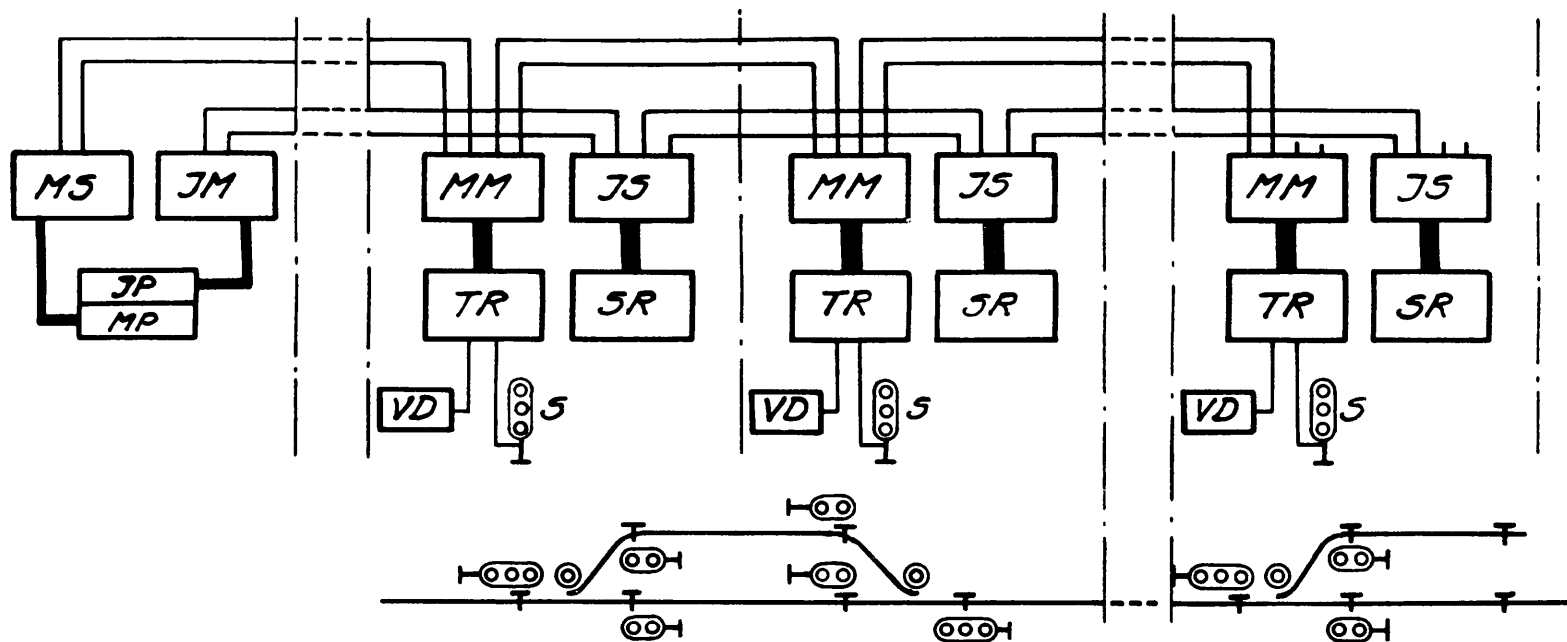 MS JM MM JS MM JS MM JS
JP
MP
TR SR TR SR TR SR
VD S VD S VD S